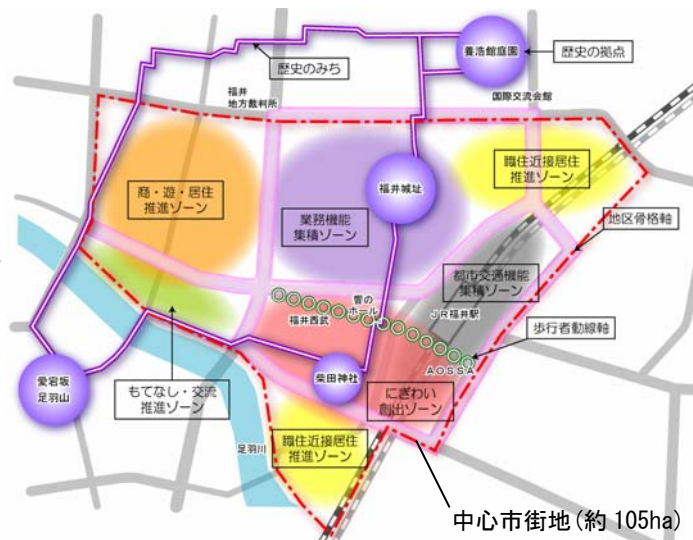 養浩館庭園
歴史の拠点
歴史のみち
福井
地方裁判所
国際交流会館
職住近接居住
推進ゾーン
商・遊・居住
推進ゾーン
福井城址
業務機能
集積ゾーン
地区骨格軸
都市交通機能
集積ゾーン
響の
ホール
福井西武
JR福井駅
歩行者動線軸
AOSSA
柴田神社
愛宕坂
足羽山
もてなし・交流
推進ゾーン
にぎわい
創出ゾーン
足羽川
職住近接居住
推進ゾーン
中心市街地(約105ha)